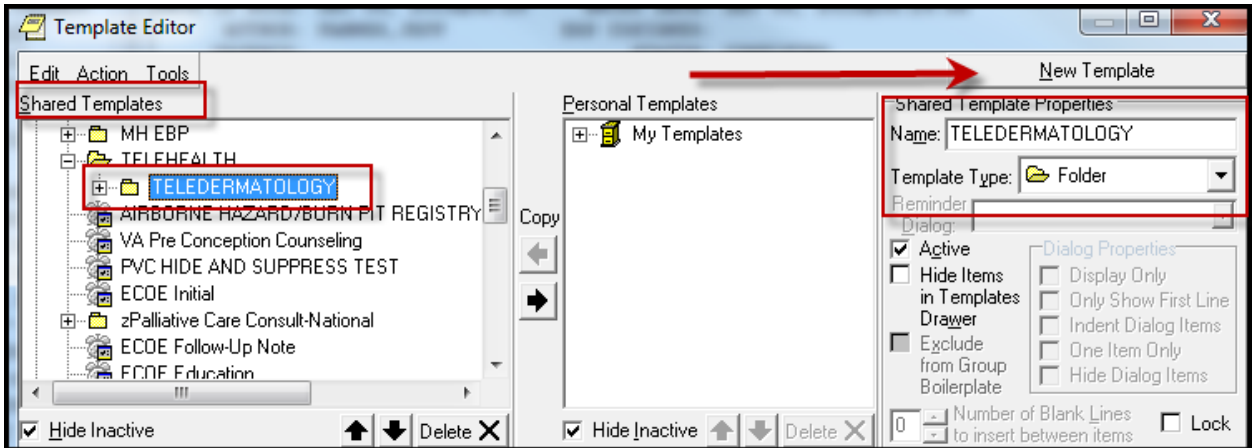 Template Editor
Edit Action Tools
New Template
Shared Templates
MH EBP
TELEHEALTH
TELEDERMATOLOGY
AIRBORNE HAZARD/BURN PIT REGISTRY
VA Pre Conception Counseling
PVC HIDE AND SUPPRESS TEST
ECOE Initial
zPalliative Care Consult-National
ECOE Follow-Up Note
ECOE Education
Hide Inactive
Delete
Copy
Personal Templates
My Templates
Hide Inactive
Delete
Shared Template Properties
Name: TELEDERMATOLOGY
Template Type: Folder
Reminder
Dialog:
Active
Hide Items
in Templates
Drawer
Exclude
from Group
Boilerplate
Dialog Properties
Display Only
Only Show First Line
Indent Dialog Items
One Item Only
Hide Dialog Items
0 Number of Blank Lines
to insert between items
Lock